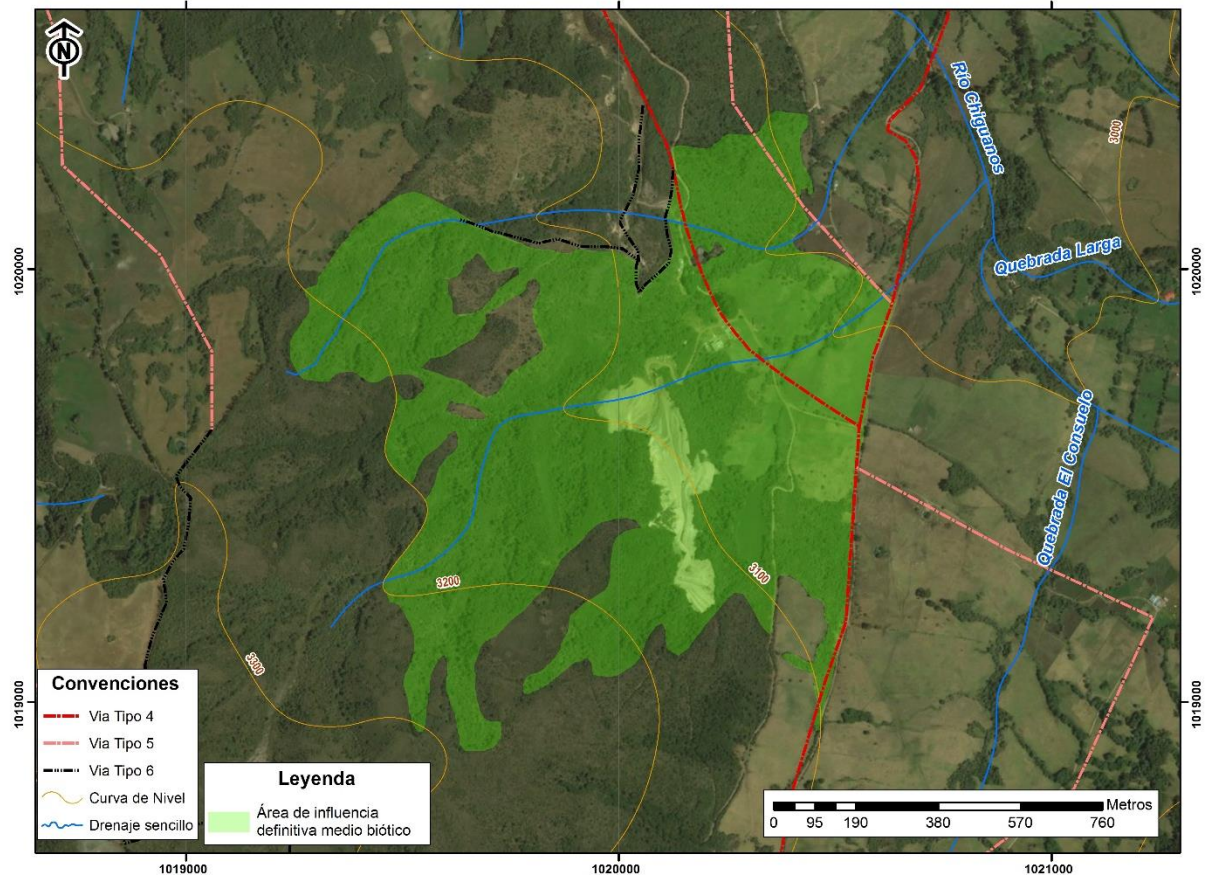 N
Río Chiguanos
3000
1020000
1020000
Quebrada Larga
Quebrada El Consuelo
3100
3200
3300
1019000
1019000
Convenciones
Via Tipo 4
Via Tipo 5
Via Tipo 6
Curva de Nivel
Drenaje sencillo
Leyenda
Área de influencia
definitiva medio biótico
Metros
0 95 190 380 570 760
1019000 1020000 1021000